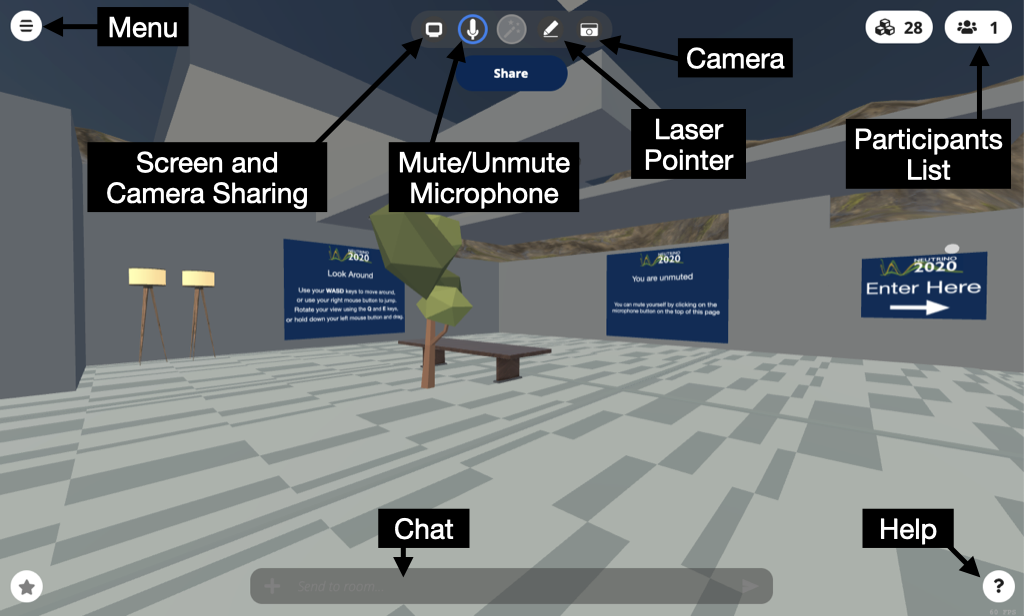 Menu
28
1
Share
Camera
Laser
Pointer
Participants
List
Screen and
Camera Sharing
Mute/Unmute
Microphone
NEUTRINO
2020
Look Around
Use your WASD keys to move around,
or use your right mouse button to jump.
Rotate your view using the Q and E keys,
or hold down your left mouse button and drag.
NEUTRINO
2020
You are unmuted
You can mute yourself by clicking on the
microphone button on the top of this page
NEUTRINO
2020
Enter Here
Chat
Help
Send to room...
?